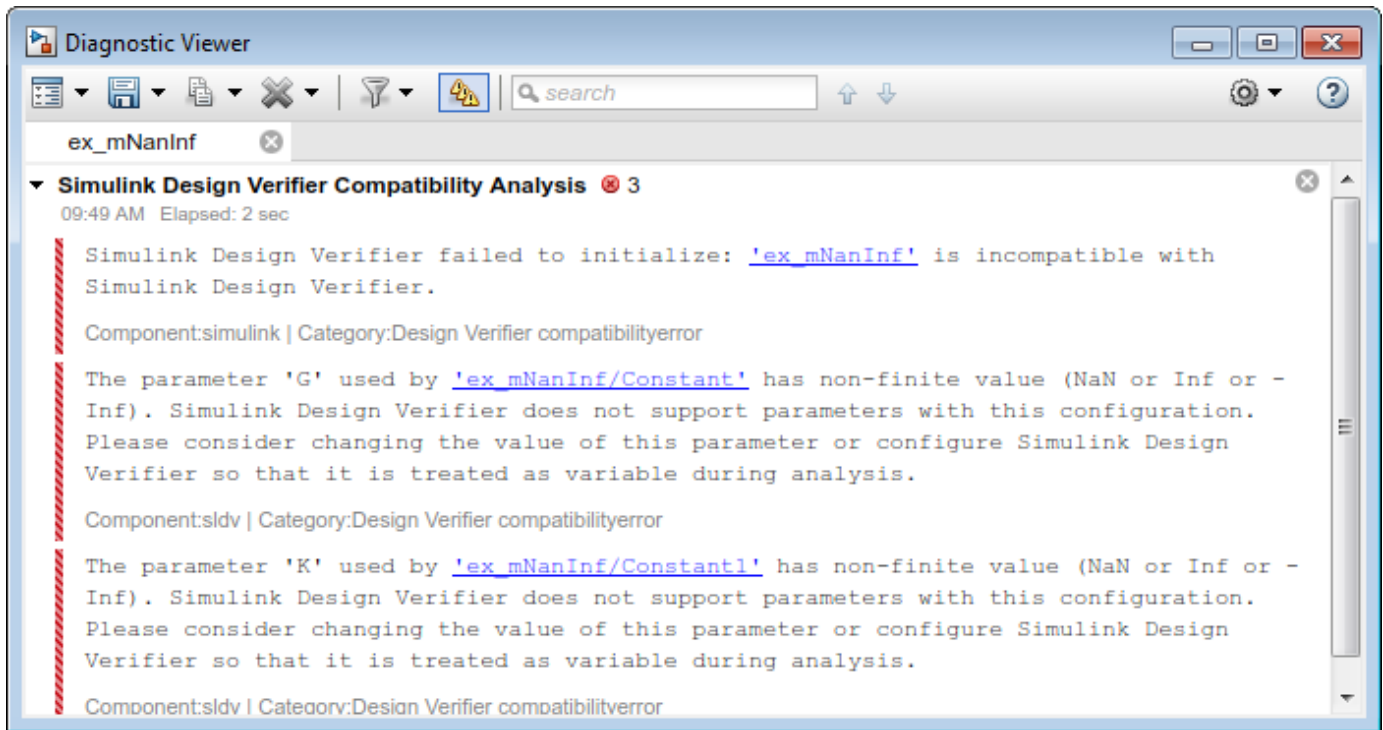 Diagnostic Viewer
search
ex_mNanInf
Simulink Design Verifier Compatibility Analysis 3
09:49 AM Elapsed: 2 sec
Simulink Design Verifier failed to initialize: 'ex_mNanInf' is incompatible with
Simulink Design Verifier.
Component:simulink | Category:Design Verifier compatibilityerror
The parameter 'G' used by 'ex_mNanInf/Constant' has non-finite value (NaN or Inf or -
Inf). Simulink Design Verifier does not support parameters with this configuration.
Please consider changing the value of this parameter or configure Simulink Design
Verifier so that it is treated as variable during analysis.
Component:sldv | Category:Design Verifier compatibilityerror
The parameter 'K' used by 'ex_mNanInf/Constant1' has non-finite value (NaN or Inf or -
Inf). Simulink Design Verifier does not support parameters with this configuration.
Please consider changing the value of this parameter or configure Simulink Design
Verifier so that it is treated as variable during analysis.
Component:sldv | Category:Design Verifier compatibilityerror